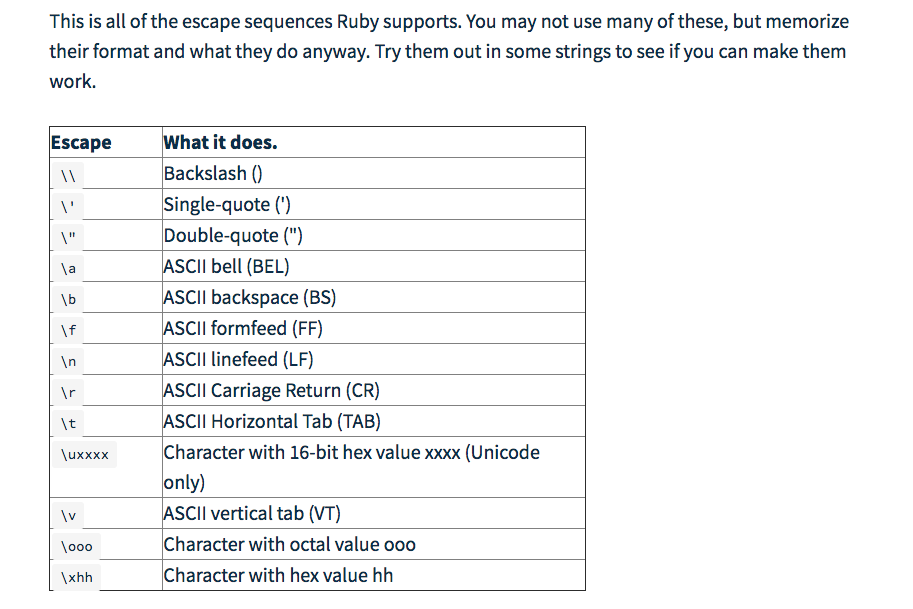 This is all of the escape sequences Ruby supports. You may not use many of these, but memorize
their format and what they do anyway. Try them out in some strings to see if you can make them
work.
Escape What it does.
\\ Backslash ()
\' Single-quote (')
\" Double-quote (")
\a ASCII bell (BEL)
\b ASCII backspace (BS)
\f ASCII formfeed (FF)
\n ASCII linefeed (LF)
\r ASCII Carriage Return (CR)
\t ASCII Horizontal Tab (TAB)
\uxxxx Character with 16-bit hex value xxxx (Unicode
only)
\v ASCII vertical tab (VT)
\ooo Character with octal value ooo
\xhh Character with hex value hh